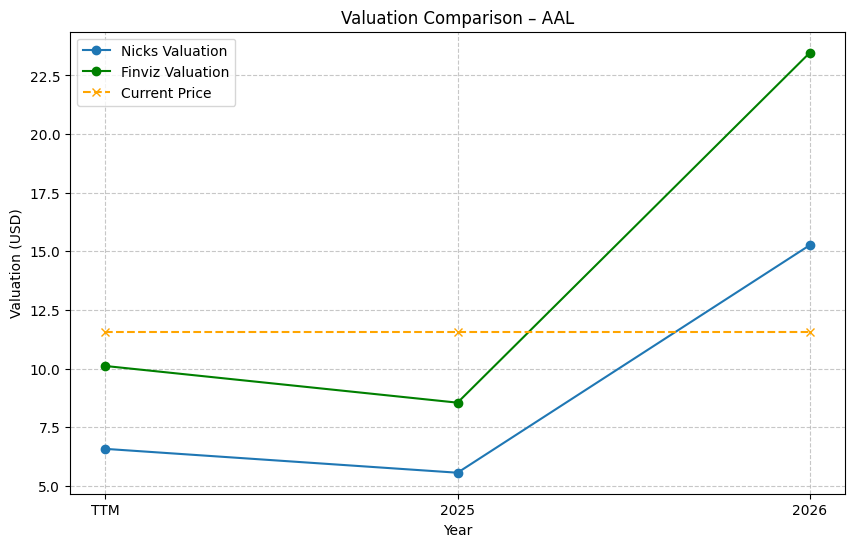 Valuation Comparison – AAL
Nicks Valuation
Finviz Valuation
Current Price
Valuation (USD)
22.5
20.0
17.5
15.0
12.5
10.0
7.5
5.0
TTM
2025
2026
Year